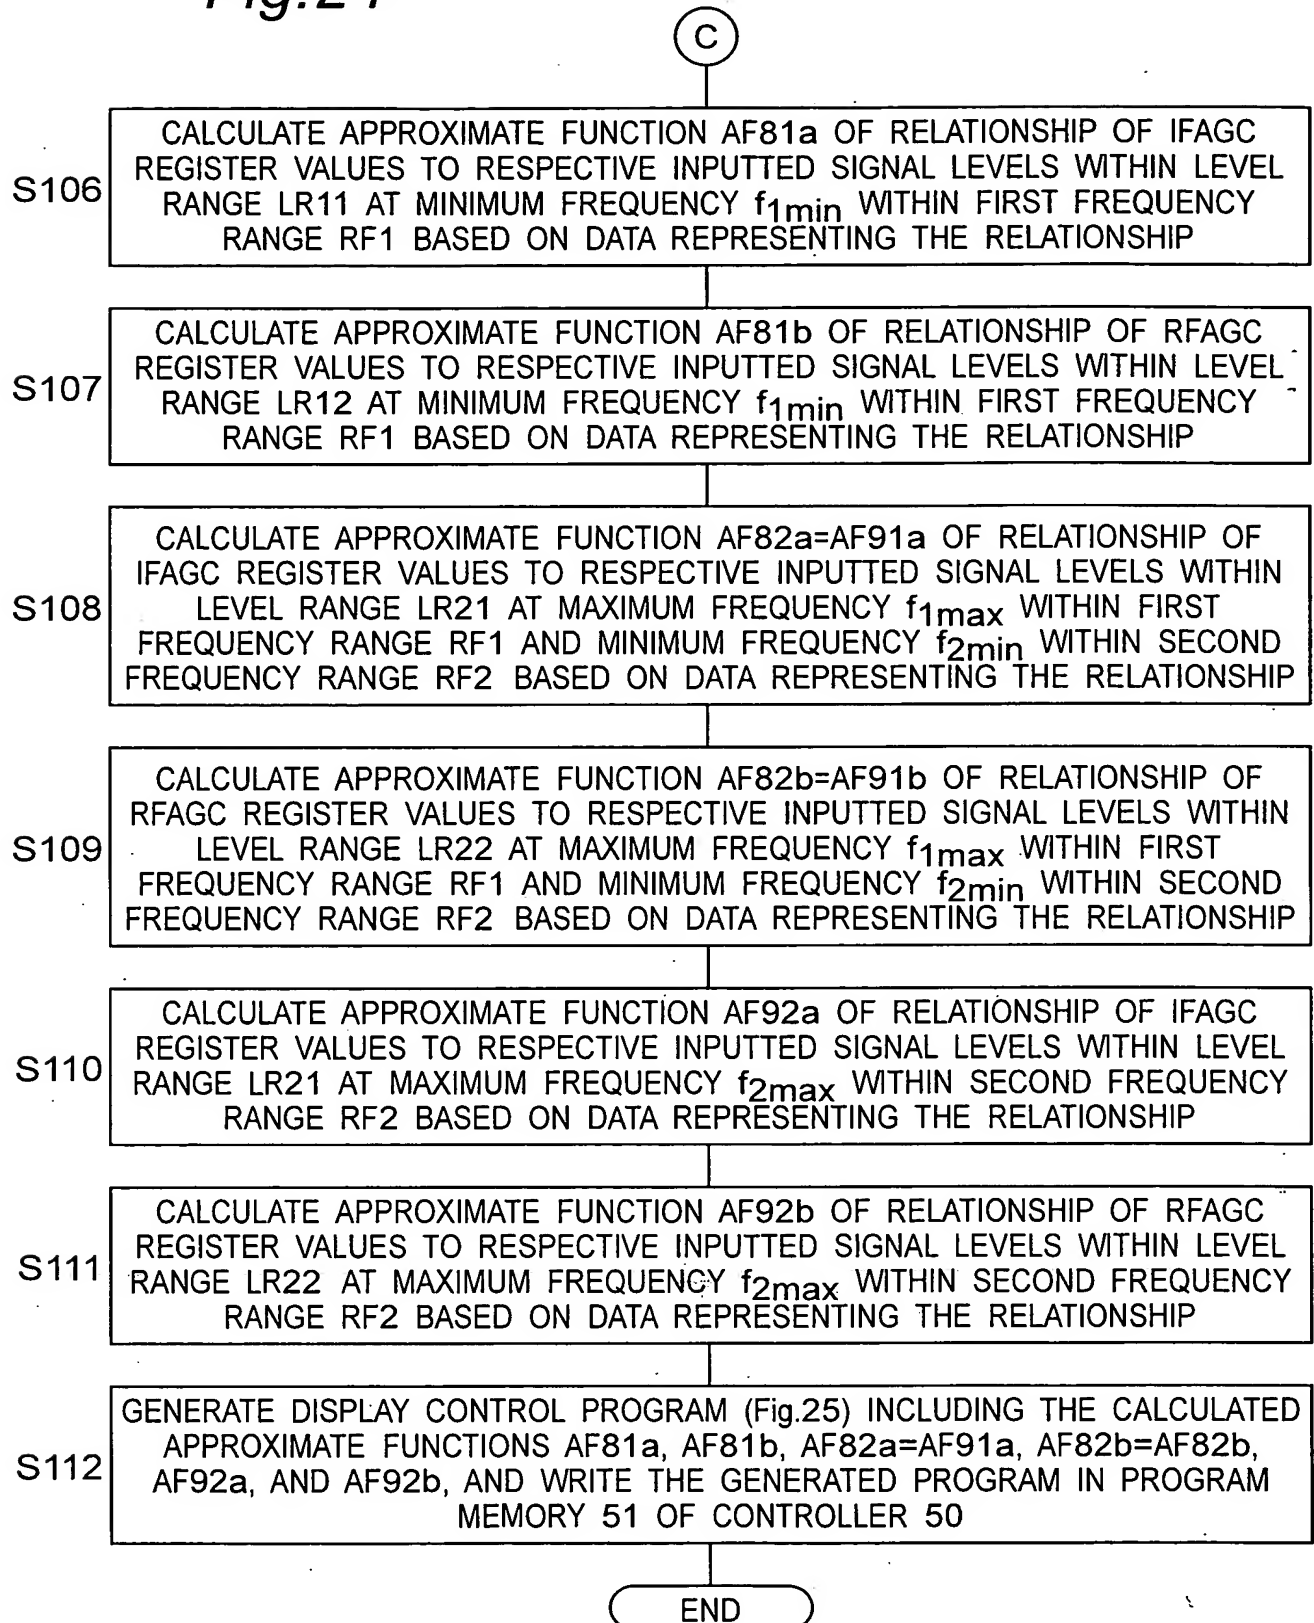 C
S106
CALCULATE APPROXIMATE FUNCTION AF81a OF RELATIONSHIP OF IFAGC
REGISTER VALUES TO RESPECTIVE INPUTTED SIGNAL LEVELS WITHIN LEVEL
RANGE LR11 AT MINIMUM FREQUENCY f1min WITHIN FIRST FREQUENCY
RANGE RF1 BASED ON DATA REPRESENTING THE RELATIONSHIP
S107
CALCULATE APPROXIMATE FUNCTION AF81b OF RELATIONSHIP OF RFAGC
REGISTER VALUES TO RESPECTIVE INPUTTED SIGNAL LEVELS WITHIN LEVEL
RANGE LR12 AT MINIMUM FREQUENCY f1min WITHIN FIRST FREQUENCY
RANGE RF1 BASED ON DATA REPRESENTING THE RELATIONSHIP
S108
CALCULATE APPROXIMATE FUNCTION AF82a=AF91a OF RELATIONSHIP OF
IFAGC REGISTER VALUES TO RESPECTIVE INPUTTED SIGNAL LEVELS WITHIN
LEVEL RANGE LR21 AT MAXIMUM FREQUENCY f1max WITHIN FIRST
FREQUENCY RANGE RF1 AND MINIMUM FREQUENCY f2min WITHIN SECOND
FREQUENCY RANGE RF2 BASED ON DATA REPRESENTING THE RELATIONSHIP
S109
CALCULATE APPROXIMATE FUNCTION AF82b=AF91b OF RELATIONSHIP OF
RFAGC REGISTER VALUES TO RESPECTIVE INPUTTED SIGNAL LEVELS WITHIN
LEVEL RANGE LR22 AT MAXIMUM FREQUENCY f1max WITHIN FIRST
FREQUENCY RANGE RF1 AND MINIMUM FREQUENCY f2min WITHIN SECOND
FREQUENCY RANGE RF2 BASED ON DATA REPRESENTING THE RELATIONSHIP
S110
CALCULATE APPROXIMATE FUNCTION AF92a OF RELATIONSHIP OF IFAGC
REGISTER VALUES TO RESPECTIVE INPUTTED SIGNAL LEVELS WITHIN LEVEL
RANGE LR21 AT MAXIMUM FREQUENCY f2max WITHIN SECOND FREQUENCY
RANGE RF2 BASED ON DATA REPRESENTING THE RELATIONSHIP
S111
CALCULATE APPROXIMATE FUNCTION AF92b OF RELATIONSHIP OF RFAGC
REGISTER VALUES TO RESPECTIVE INPUTTED SIGNAL LEVELS WITHIN LEVEL
RANGE LR22 AT MAXIMUM FREQUENCY f2max WITHIN SECOND FREQUENCY
RANGE RF2 BASED ON DATA REPRESENTING THE RELATIONSHIP
S112
GENERATE DISPLAY CONTROL PROGRAM (Fig.25) INCLUDING THE CALCULATED
APPROXIMATE FUNCTIONS AF81a, AF81b, AF82a=AF91a, AF82b=AF82b,
AF92a, AND AF92b, AND WRITE THE GENERATED PROGRAM IN PROGRAM
MEMORY 51 OF CONTROLLER 50
END